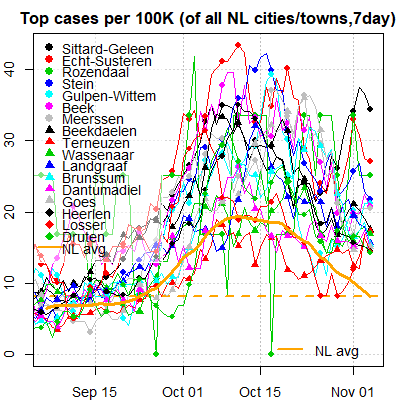 Top cases per 100K (of all NL cities/towns,7day)
40
30
20
10
0
Sittard-Geleen
Echt-Susteren
Rozendaal
Stein
Gulpen-Wittem
Beek
Meerssen
Beekdaelen
Terneuzen
Wassenaar
Landgraaf
Brunssum
Dantumadiel
Goes
Heerlen
Losser
Druten
NL avg
NL avg
Sep 15
Oct 01
Oct 15
Nov 01